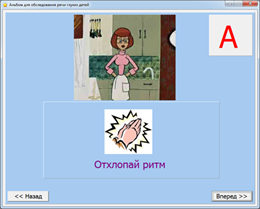 Альбом для обследования речи глухих детей
А
Отхлопай ритм
<< Назад
Вперед >>